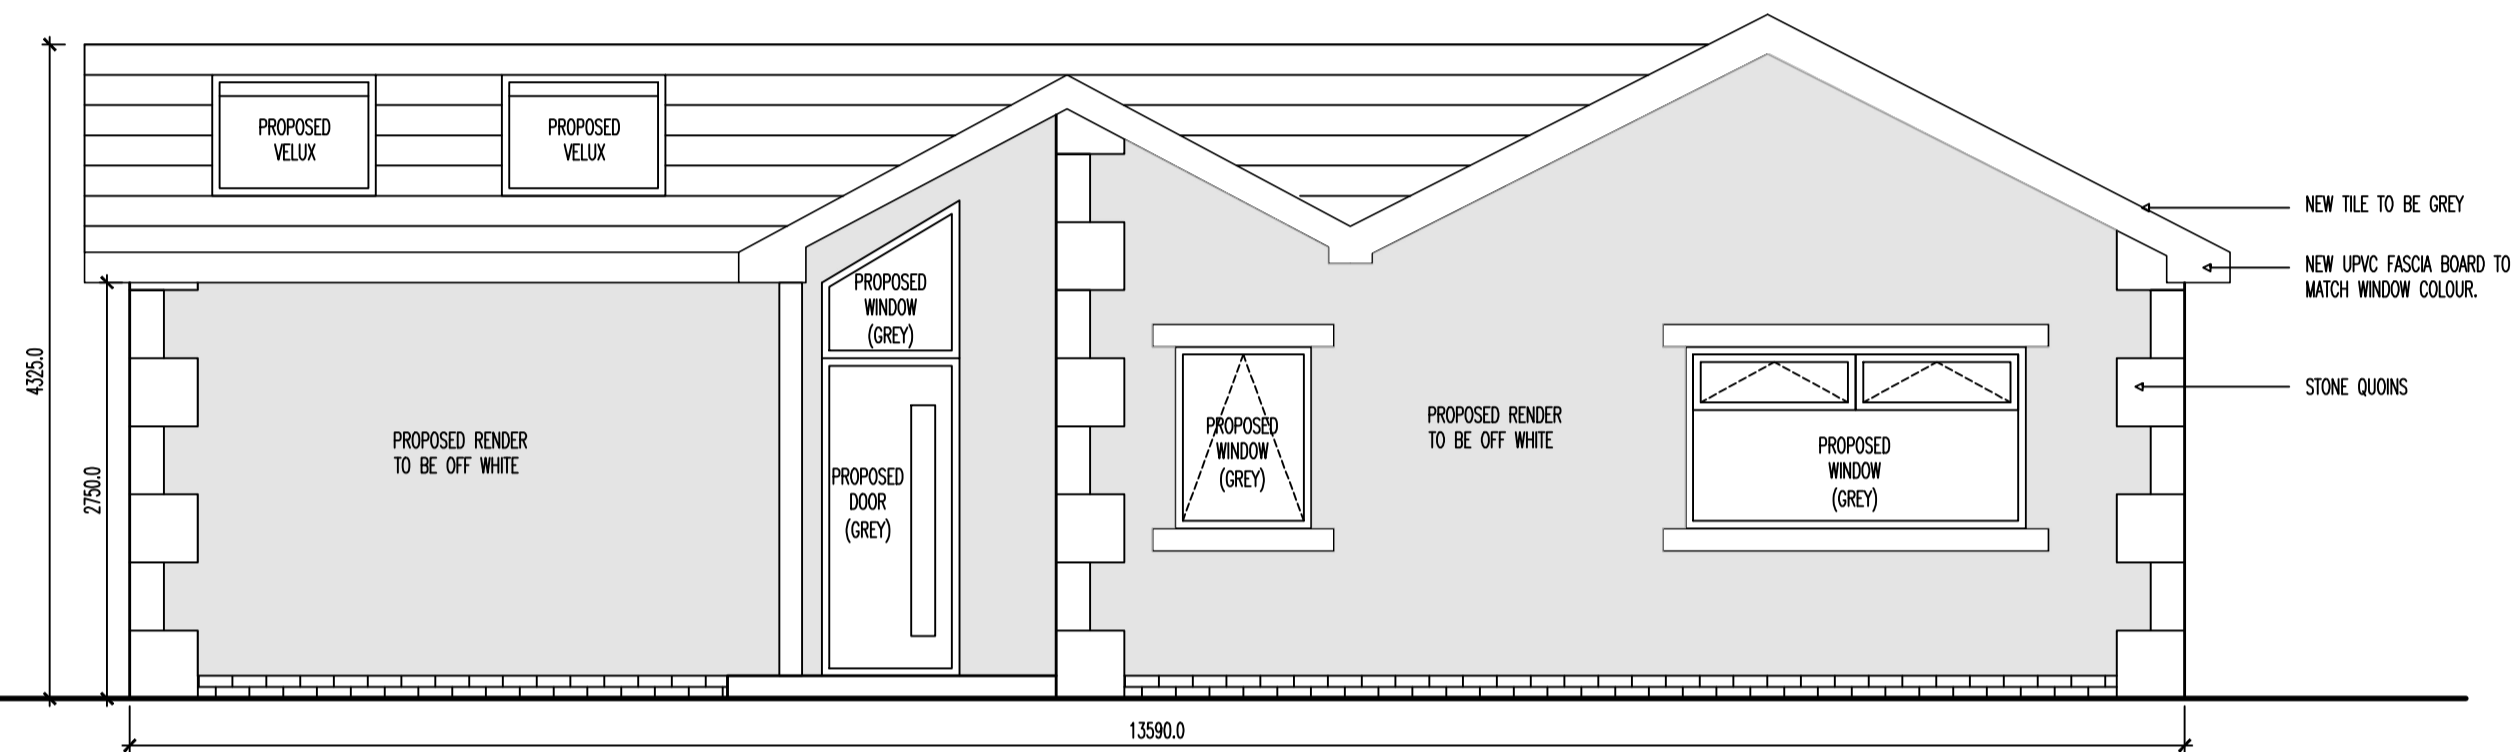 PROPOSED
VELUX
PROPOSED
VELUX
NEW TILE TO BE GREY
NEW UPVC FASCIA BOARD TO
MATCH WINDOW COLOUR.
STONE QUOINS
4325.0
2750.0
PROPOSED RENDER
TO BE OFF WHITE
PROPOSED
WINDOW
(GREY)
PROPOSED
DOOR
(GREY)
PROPOSED
WINDOW
(GREY)
PROPOSED RENDER
TO BE OFF WHITE
PROPOSED
WINDOW
(GREY)
13590.0